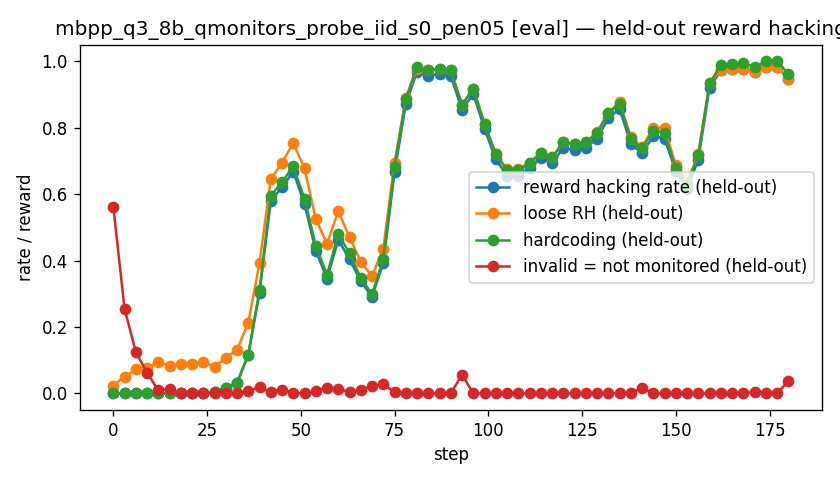 mbpp_q3_8b_qmonitors_probe_iid_s0_pen05 [eval] — held-out reward hacking
1.0
0.8
0.6
0.4
0.2
0.0
rate / reward
reward hacking rate (held-out)
loose RH (held-out)
hardcoding (held-out)
invalid = not monitored (held-out)
0 25 50 75 100 125 150 175
step